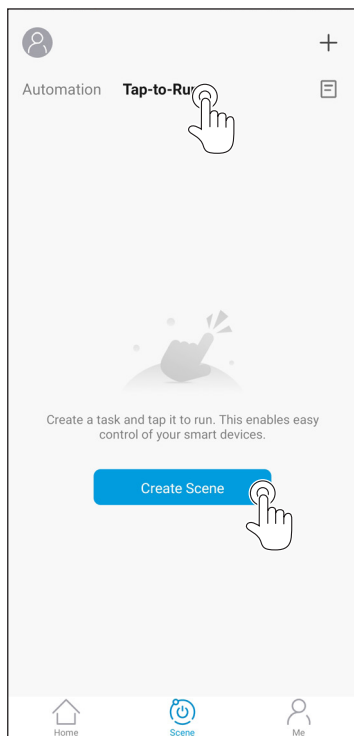 Automation Tap-to-Run
Create a task and tap it to run. This enables easy
control of your smart devices.
Create Scene
Home Scene Me